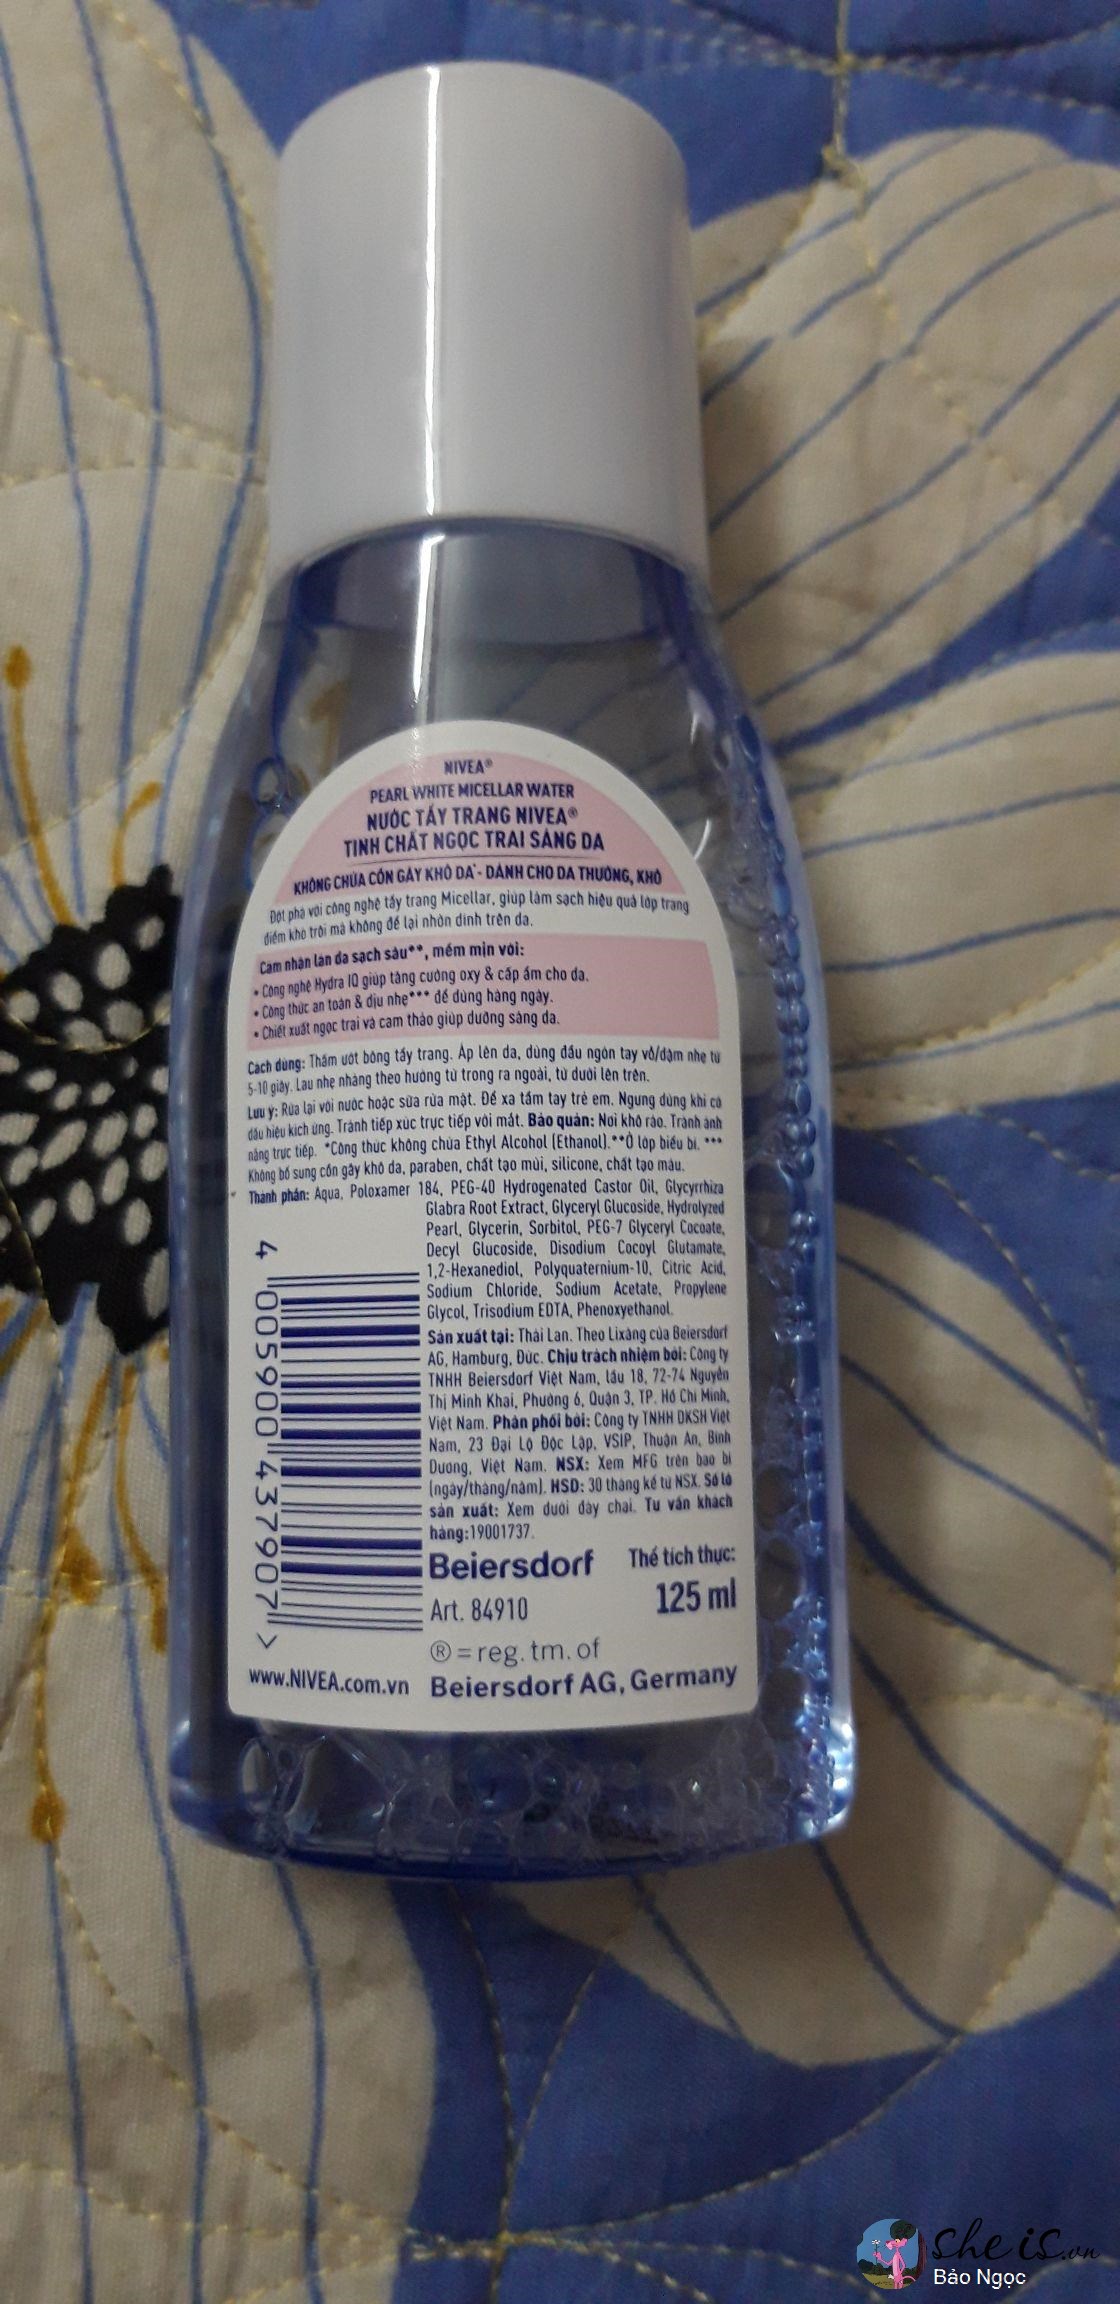 NIVEA®
PEARL WHITE MICELLAR WATER
NƯỚC TẨY TRANG NIVEA®
TINH CHẤT NGỌC TRAI SÁNG DA
KHÔNG CHỨA CỒN GÂY KHÔ DA* - DÀNH CHO DA THƯỜNG, KHÔ
Đột phá với công nghệ tẩy trang Micellar, giúp làm sạch hiệu quả lớp trang
điểm khó trôi mà không để lại nhờn dính trên da.
Cảm nhận làn da sạch sâu**, mềm mịn với:
• Công nghệ Hydra IQ giúp tăng cường oxy & cấp ẩm cho da.
• Công thức an toàn & dịu nhẹ*** để dùng hàng ngày.
• Chiết xuất ngọc trai và cam thảo giúp dưỡng sáng da.
Cách dùng: Thấm ướt bông tẩy trang. Áp lên da, dùng đầu ngón tay vỗ/dặm nhẹ từ
5-10 giây. Lau nhẹ nhàng theo hướng từ trong ra ngoài, từ dưới lên trên.
Lưu ý: Rửa lại với nước hoặc sữa rửa mặt. Để xa tầm tay trẻ em. Ngưng dùng khi có
dấu hiệu kích ứng. Tránh tiếp xúc trực tiếp với mắt. Bảo quản: Nơi khô ráo. Tránh ánh
nắng trực tiếp. *Công thức không chứa Ethyl Alcohol (Ethanol).**Ở lớp biểu bì. ***
Không bổ sung cồn gây khô da, paraben, chất tạo mùi, silicone, chất tạo màu.
Thành phần: Aqua, Poloxamer 184, PEG-40 Hydrogenated Castor Oil, Glycyrrhiza
Glabra Root Extract, Glyceryl Glucoside, Hydrolyzed
Pearl, Glycerin, Sorbitol, PEG-7 Glyceryl Cocoate,
Decyl Glucoside, Disodium Cocoyl Glutamate,
1,2-Hexanediol, Polyquaternium-10, Citric Acid,
Sodium Chloride, Sodium Acetate, Propylene
Glycol, Trisodium EDTA, Phenoxyethanol.
Sản xuất tại: Thái Lan. Theo Lixăng của Beiersdorf
AG, Hamburg, Đức. Chịu trách nhiệm bởi: Công ty
TNHH Beiersdorf Việt Nam, lầu 18, 72-74 Nguyễn
Thị Minh Khai, Phường 6, Quận 3, TP. Hồ Chí Minh,
Việt Nam. Phân phối bởi: Công ty TNHH DKSH Việt
Nam, 23 Đại Lộ Độc Lập, VSIP, Thuận An, Bình
Dương, Việt Nam. NSX: Xem MFG trên bao bì
(ngày/tháng/năm). HSD: 30 tháng kể từ NSX. Số lô
sản xuất: Xem dưới đáy chai. Tư vấn khách
hàng:19001737.
4 005900 437907 >
Beiersdorf
Thể tích thực:
125 ml
Art. 84910
® = reg. tm. of
Beiersdorf AG, Germany
www.NIVEA.com.vn
She is.vn
Bảo Ngọc